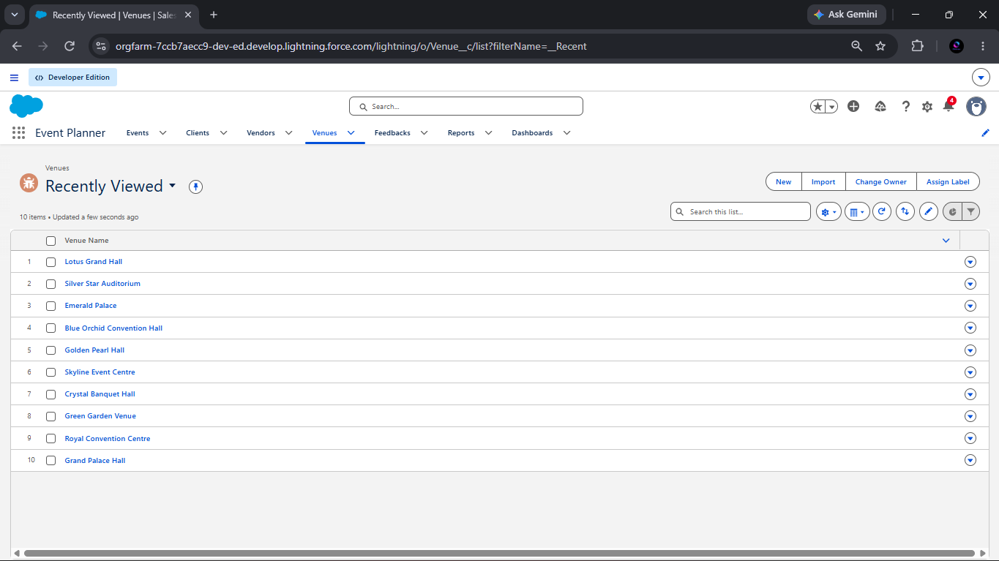 Recently Viewed | Venues | Sales
Ask Gemini
orgfarm-7ccb7aecc9-dev-ed.develop.lightning.force.com/lightning/o/Venue__c/list?filterName=__Recent
</> Developer Edition
Search...
4
Event Planner
Events
Clients
Vendors
Venues
Feedbacks
Reports
Dashboards
Venues
Recently Viewed
New
Import
Change Owner
Assign Label
10 items • Updated a few seconds ago
Search this list...
Venue Name
1 Lotus Grand Hall
2 Silver Star Auditorium
3 Emerald Palace
4 Blue Orchid Convention Hall
5 Golden Pearl Hall
6 Skyline Event Centre
7 Crystal Banquet Hall
8 Green Garden Venue
9 Royal Convention Centre
10 Grand Palace Hall